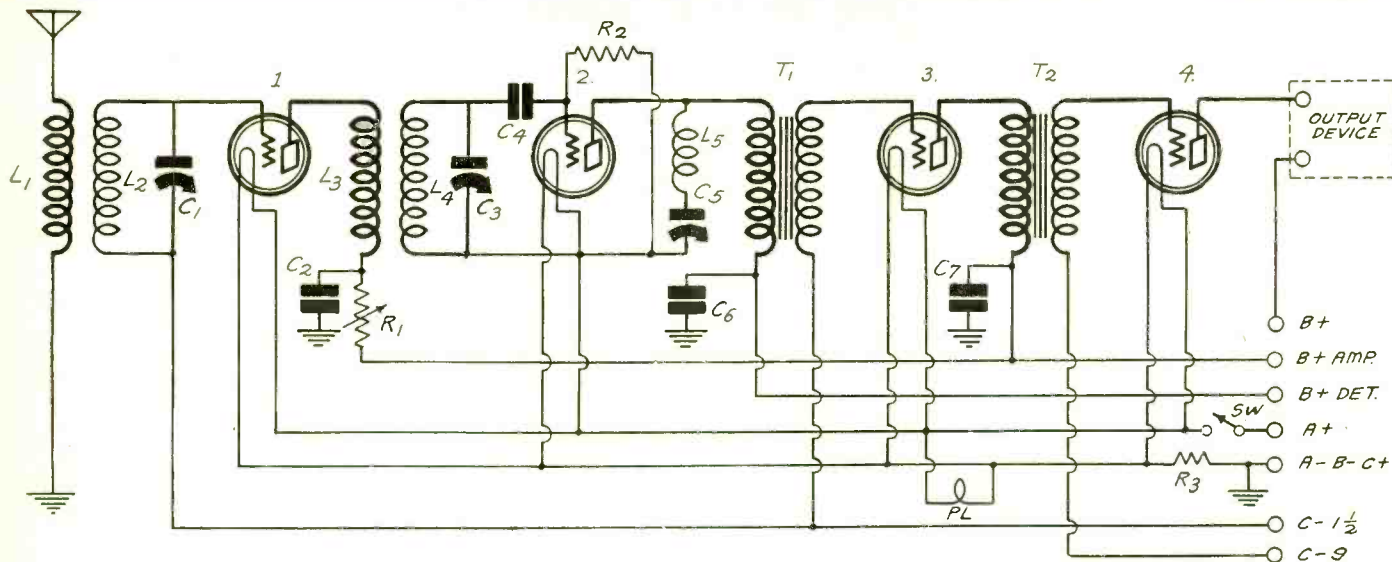 R2
1.
2.
T1
3.
T2
4.
OUTPUT
DEVICE
C4
L5
L1
L2
C1
L3
L4
C3
C5
C2
R1
C6
C7
B+
B+ AMP.
B+ DET.
SW
A+
A-B-C+
R3
PL
C-1½
C-9